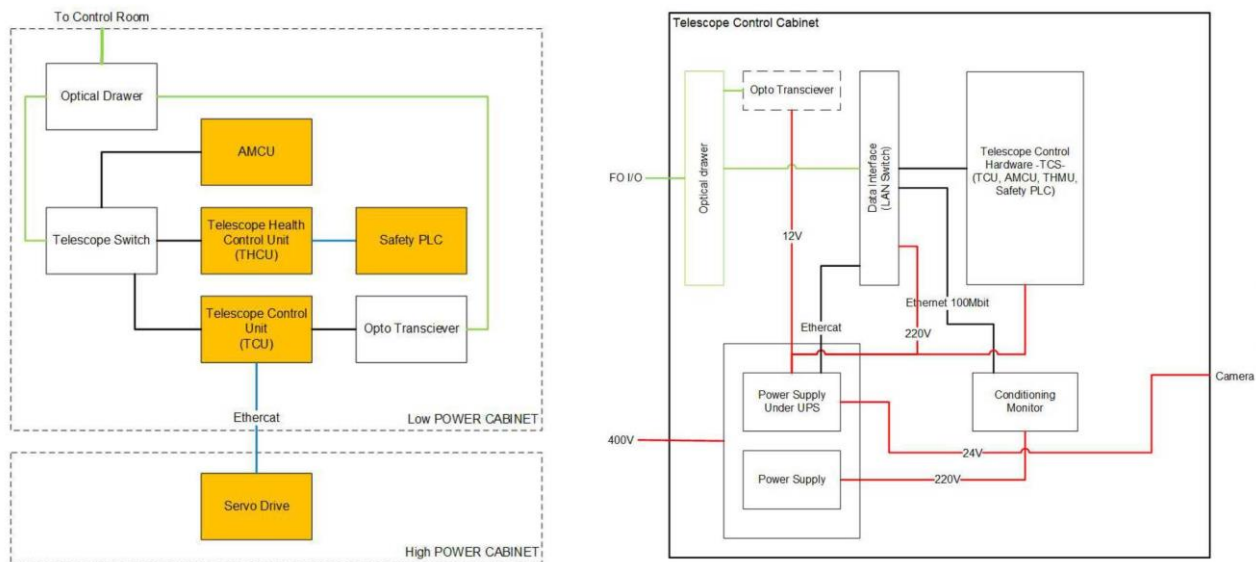 To Control Room
Optical Drawer
AMCU
Telescope Switch
Telescope Health
Control Unit
(THCU)
Safety PLC
Telescope Control
Unit
(TCU)
Opto Transciever
Ethercat
Low POWER CABINET
Servo Drive
High POWER CABINET
Telescope Control Cabinet
Opto Transciever
FO I/O
Optical drawer
Data Interface
(LAN Switch)
Telescope Control
Hardware -TCS-
(TCU, AMCU, THMU,
Safety PLC)
12V
Ethernet 100Mbit
Ethercat
220V
Power Supply
Under UPS
Conditioning
Monitor
Camera
400V
24V
Power Supply
220V